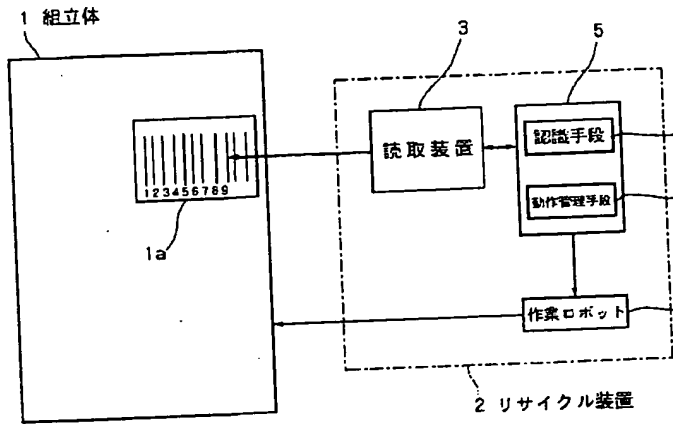 1 組立体
3
5
読取装置
認識手段
動作管理手段
123456789
1a
作業ロボット
2 リサイクル装置